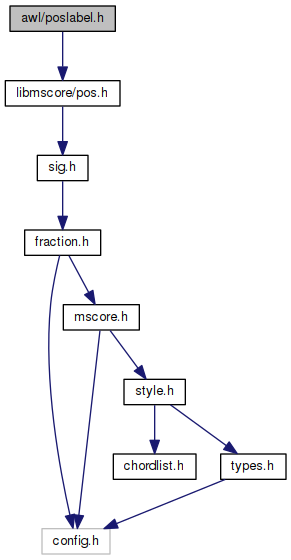 awl/poslabel.h
libmscore/pos.h
sig.h
fraction.h
mscore.h
style.h
chordlist.h
types.h
config.h